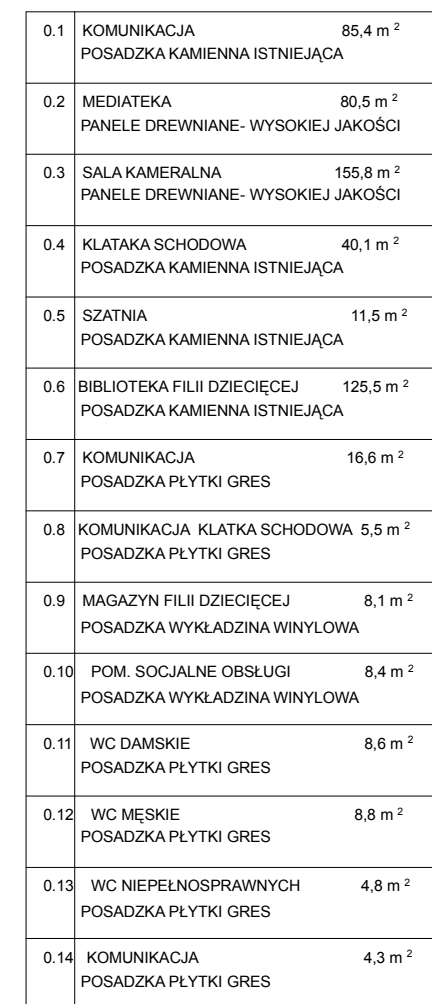 0.1 KOMUNIKACJA 85,4 m ²
POSADZKA KAMIENNA ISTNIEJĄCA
0.2 MEDIATEKA 80,5 m ²
PANELE DREWNIANE- WYSOKIEJ JAKOŚCI
0.3 SALA KAMERALNA 155,8 m ²
PANELE DREWNIANE- WYSOKIEJ JAKOŚCI
0.4 KLATAKA SCHODOWA 40,1 m ²
POSADZKA KAMIENNA ISTNIEJĄCA
0.5 SZATNIA 11,5 m ²
POSADZKA KAMIENNA ISTNIEJĄCA
0.6 BIBLIOTEKA FILII DZIECIĘCEJ 125,5 m ²
POSADZKA KAMIENNA ISTNIEJĄCA
0.7 KOMUNIKACJA 16,6 m ²
POSADZKA PŁYTKI GRES
0.8 KOMUNIKACJA KLATKA SCHODOWA 5,5 m ²
POSADZKA PŁYTKI GRES
0.9 MAGAZYN FILII DZIECIĘCEJ 8,1 m ²
POSADZKA WYKŁADZINA WINYLOWA
0.10 POM. SOCJALNE OBSŁUGI 8,4 m ²
POSADZKA WYKŁADZINA WINYLOWA
0.11 WC DAMSKIE 8,6 m ²
POSADZKA PŁYTKI GRES
0.12 WC MĘSKIE 8,8 m ²
POSADZKA PŁYTKI GRES
0.13 WC NIEPEŁNOSPRAWNYCH 4,8 m ²
POSADZKA PŁYTKI GRES
0.14 KOMUNIKACJA 4,3 m ²
POSADZKA PŁYTKI GRES